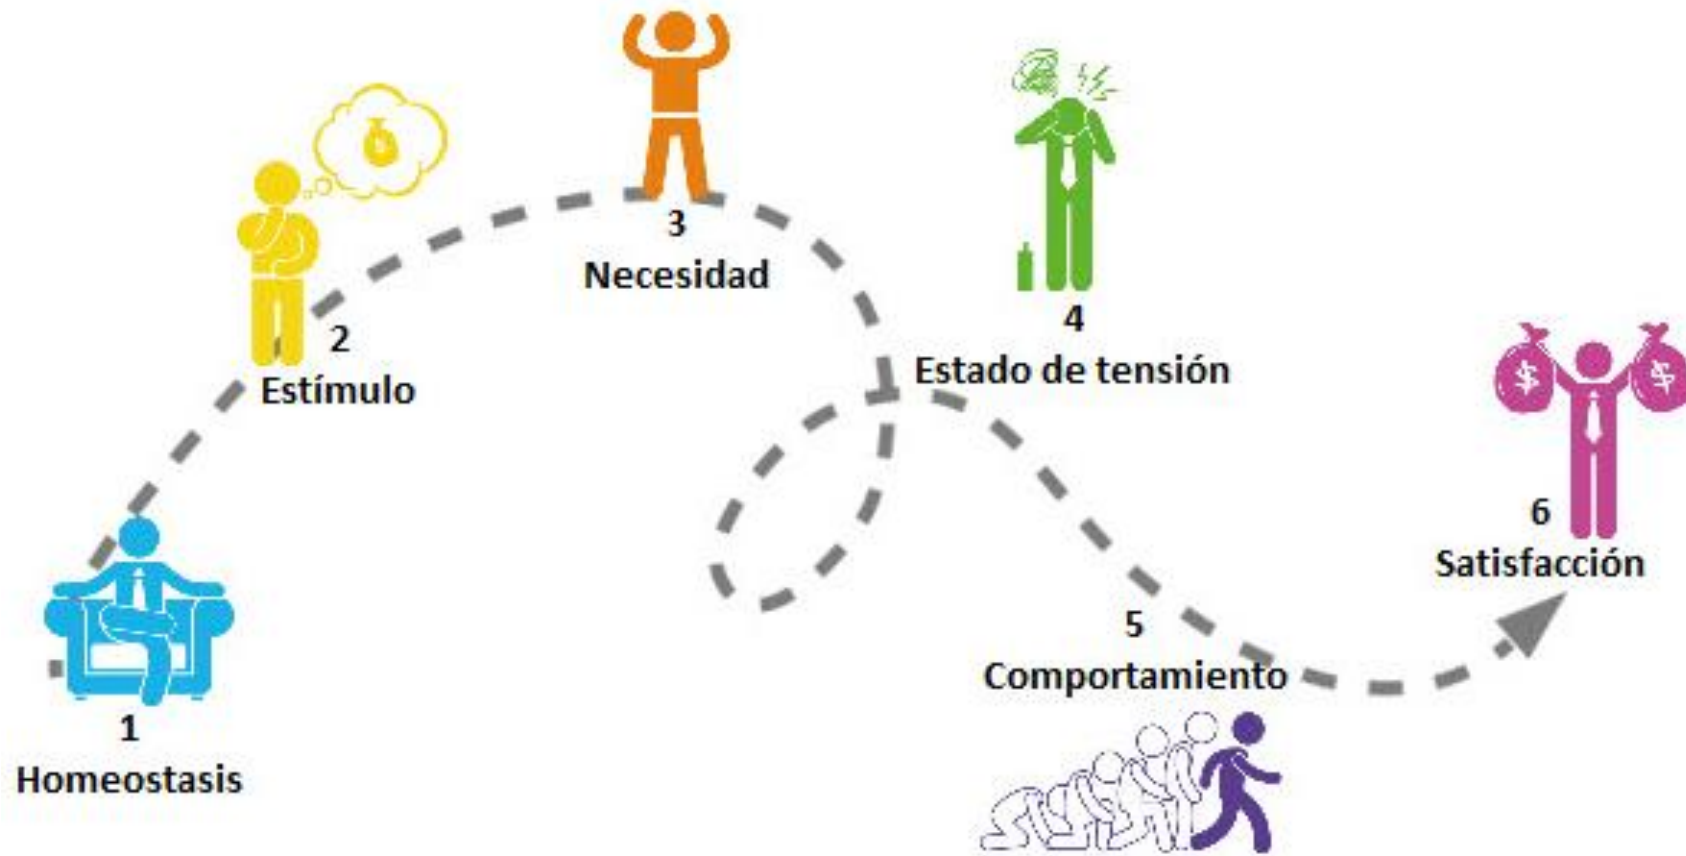 1
Homeostasis
2
Estímulo
3
Necesidad
4
Estado de tensión
5
Comportamiento
6
Satisfacción
$
$